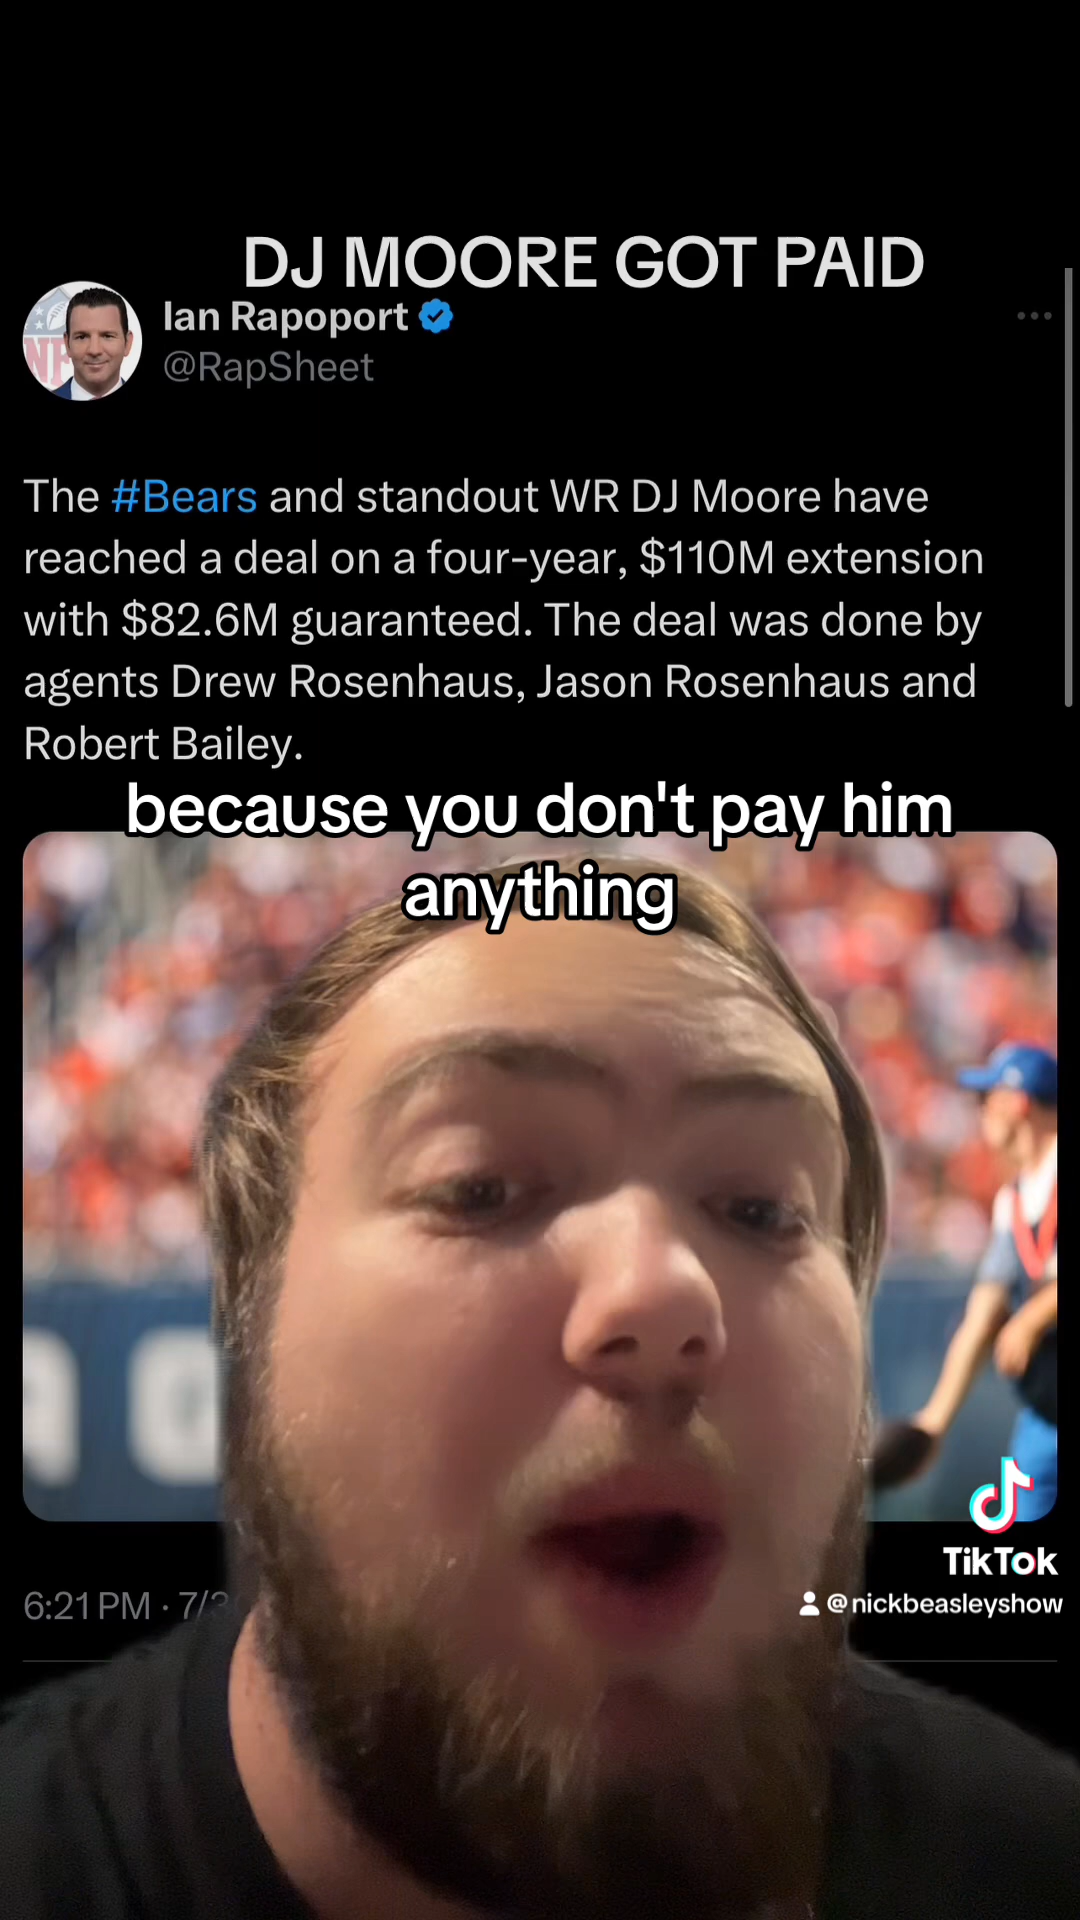 DJ MOORE GOT PAID
Ian Rapoport
@RapSheet
The #Bears and standout WR DJ Moore have
reached a deal on a four-year, $110M extension
with $82.6M guaranteed. The deal was done by
agents Drew Rosenhaus, Jason Rosenhaus and
Robert Bailey.
because you don't pay him
anything
TikTok
6:21 PM · 7/
@nickbeasleyshow